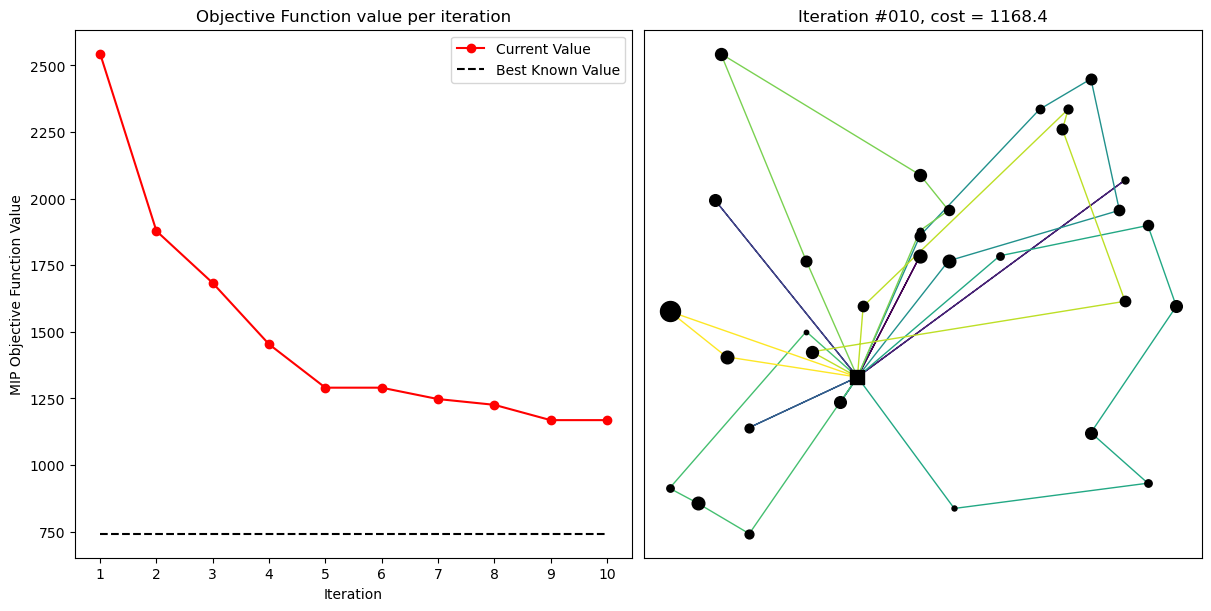 Objective Function value per iteration
Current Value
Best Known Value
MIP Objective Function Value
2500
2250
2000
1750
1500
1250
1000
750
1 2 3 4 5 6 7 8 9 10
Iteration
Iteration #010, cost = 1168.4